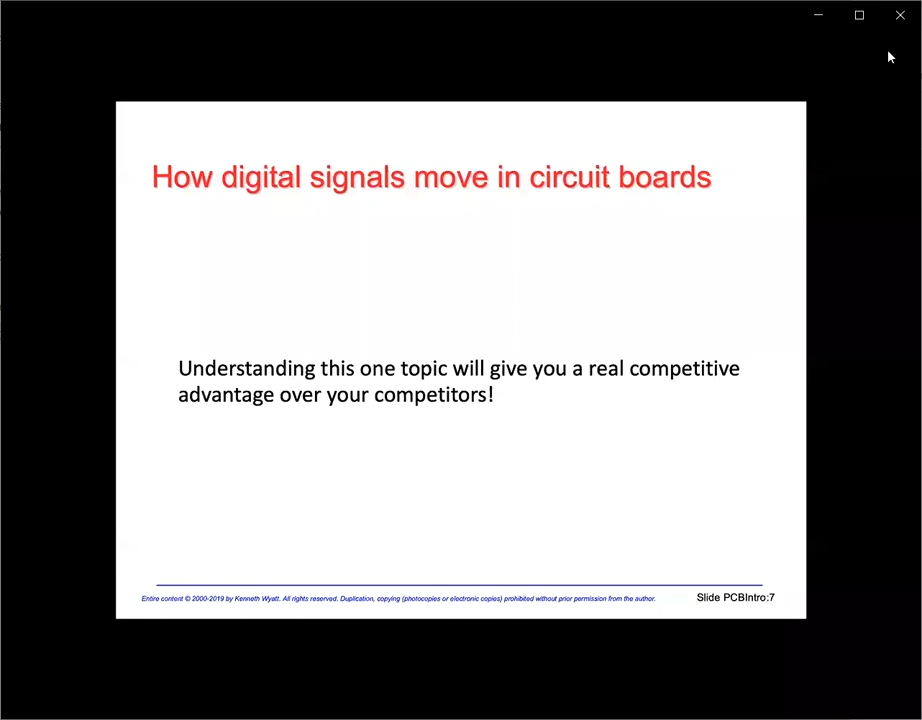 How digital signals move in circuit boards
Understanding this one topic will give you a real competitive
advantage over your competitors!
Entire content © 2000-2019 by Kenneth Wyatt. All rights reserved. Duplication, copying (photocopies or electronic copies) prohibited without prior permission from the author.
Slide PCBIntro:7